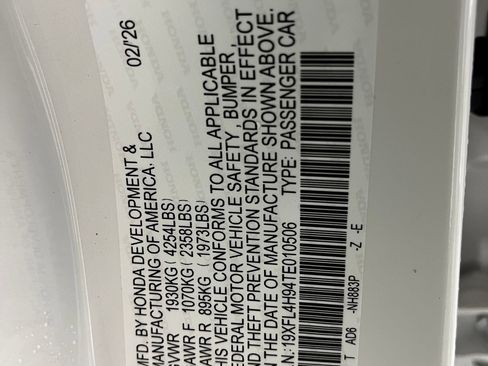 MFD. BY HONDA DEVELOPMENT & 02/'26
MANUFACTURING OF AMERICA, LLC
GVWR 1930KG ( 4254LBS)
GAWR F 1070KG ( 2358LBS)
GAWR R 895KG ( 1973LBS)
THIS VEHICLE CONFORMS TO ALL APPLICABLE
FEDERAL MOTOR VEHICLE SAFETY, BUMPER,
AND THEFT PREVENTION STANDARDS IN EFFECT
ON THE DATE OF MANUFACTURE SHOWN ABOVE.
V.I.N.: 19XFL4H94TE010506 TYPE: PASSENGER CAR
T AD6 -NH883P -Z -E